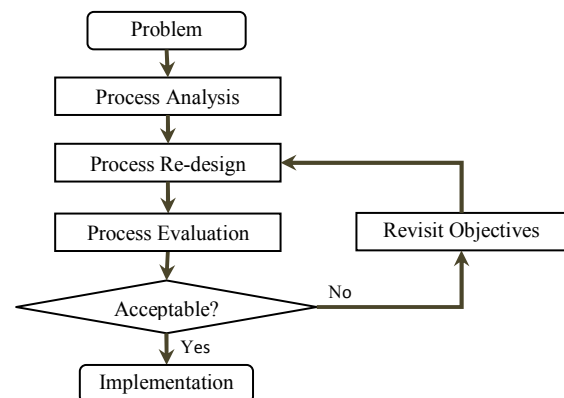 Problem
Process Analysis
Process Re-design
Process Evaluation
Revisit Objectives
Acceptable?
No
Yes
Implementation